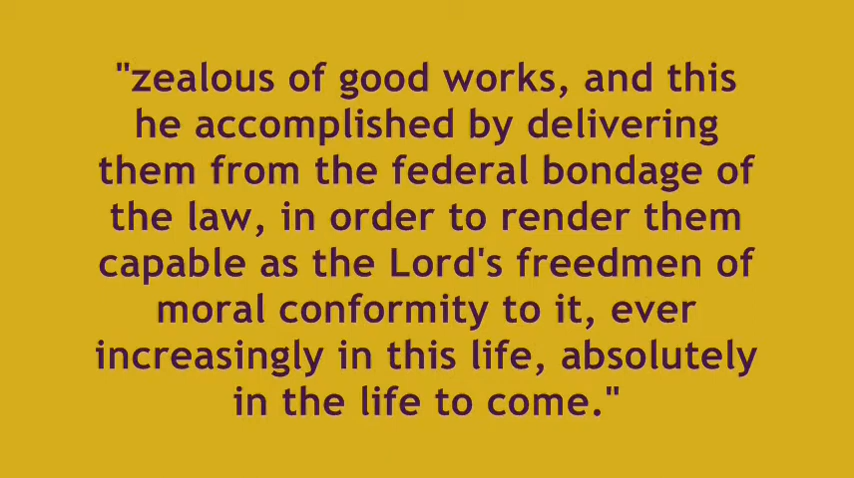 "zealous of good works, and this
he accomplished by delivering
them from the federal bondage of
the law, in order to render them
capable as the Lord's freedmen of
moral conformity to it, ever
increasingly in this life, absolutely
in the life to come."